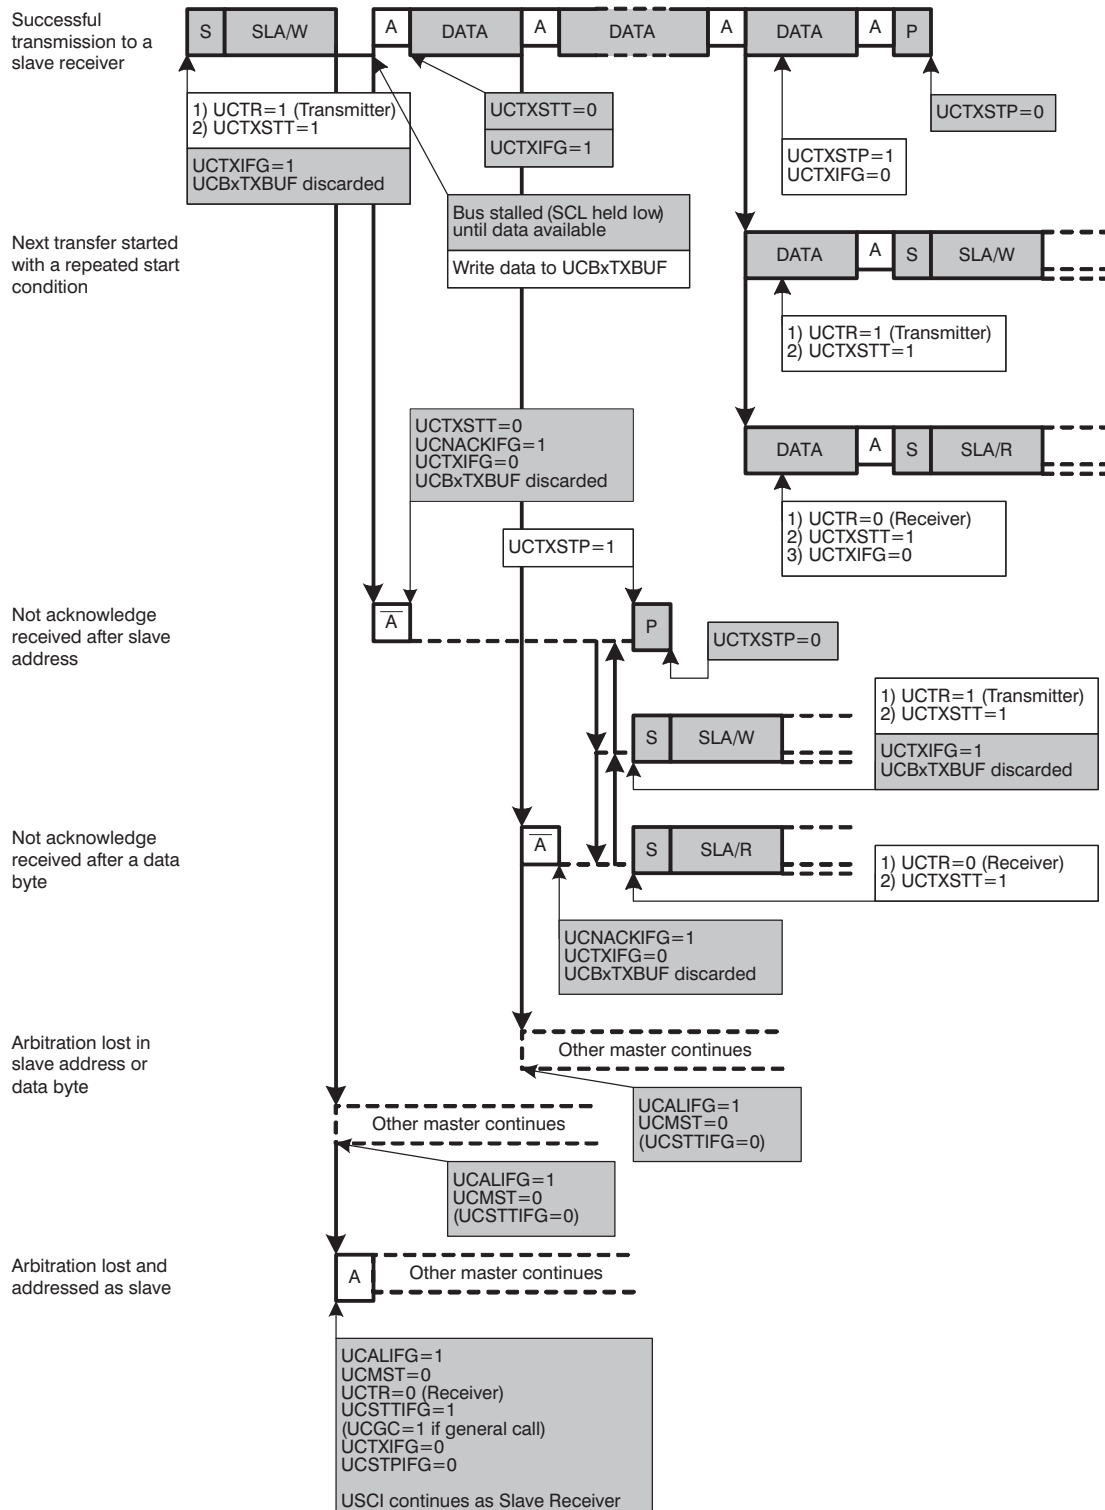 Successful
transmission to a
slave receiver
S
SLA/W
A
DATA
A
DATA
A
DATA
A
P
1) UCTR=1 (Transmitter)
2) UCTXSTT=1
UCTXIFG=1
UCBxTXBUF discarded
UCTXSTT=0
UCTXIFG=1
Bus stalled (SCL held low)
until data available
Write data to UCBxTXBUF
UCTXSTP=1
UCTXIFG=0
UCTXSTP=0
Next transfer started
with a repeated start
condition
DATA
A
S
SLA/W
1) UCTR=1 (Transmitter)
2) UCTXSTT=1
DATA
A
S
SLA/R
1) UCTR=0 (Receiver)
2) UCTXSTT=1
3) UCTXIFG=0
UCTXSTT=0
UCNACKIFG=1
UCTXIFG=0
UCBxTXBUF discarded
UCTXSTP=1
Not acknowledge
received after slave
address
A
P
UCTXSTP=0
S
SLA/W
1) UCTR=1 (Transmitter)
2) UCTXSTT=1
UCTXIFG=1
UCBxTXBUF discarded
Not acknowledge
received after a data
byte
A
S
SLA/R
1) UCTR=0 (Receiver)
2) UCTXSTT=1
UCNACKIFG=1
UCTXIFG=0
UCBxTXBUF discarded
Arbitration lost in
slave address or
data byte
Other master continues
UCALIFG=1
UCMST=0
(UCSTTIFG=0)
Other master continues
UCALIFG=1
UCMST=0
(UCSTTIFG=0)
Arbitration lost and
addressed as slave
A
Other master continues
UCALIFG=1
UCMST=0
UCTR=0 (Receiver)
UCSTTIFG=1
(UCGC=1 if general call)
UCTXIFG=0
UCSTPIFG=0
USCI continues as Slave Receiver